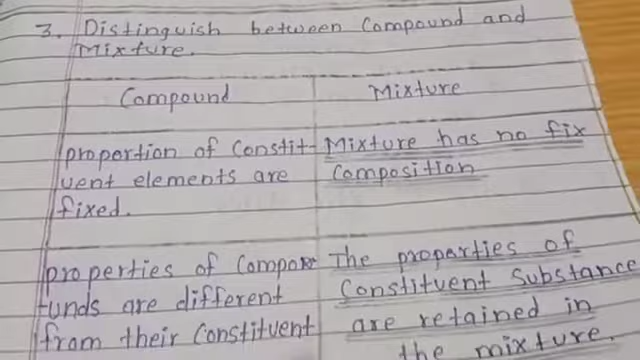 3. Distinguish between Compound and
Mixture.
Compound
Mixture
proportion of Constit-
uent elements are
fixed.
Mixture has no fix
Composition
properties of Compo
unds are different
from their Constituent
The properties of
Constituent Substance
are retained in
the mixture.